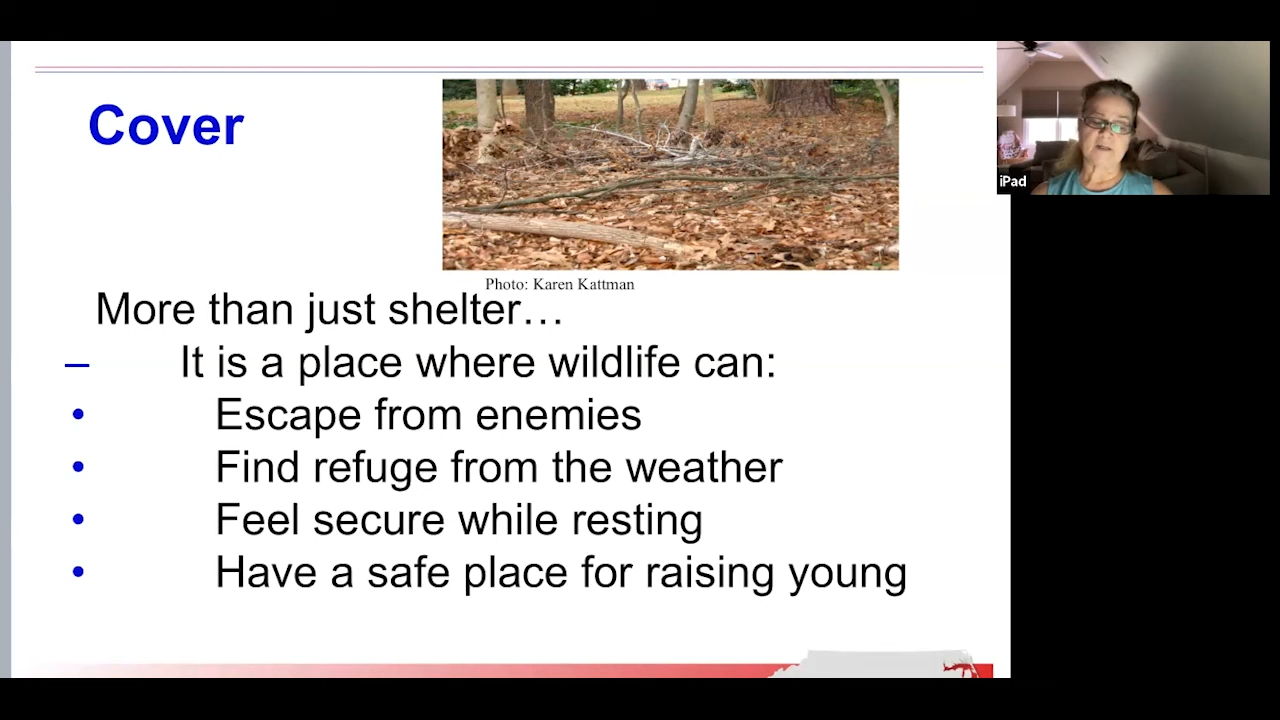 Cover
iPad
Photo: Karen Kattman
More than just shelter…
– It is a place where wildlife can:
• Escape from enemies
• Find refuge from the weather
• Feel secure while resting
• Have a safe place for raising young